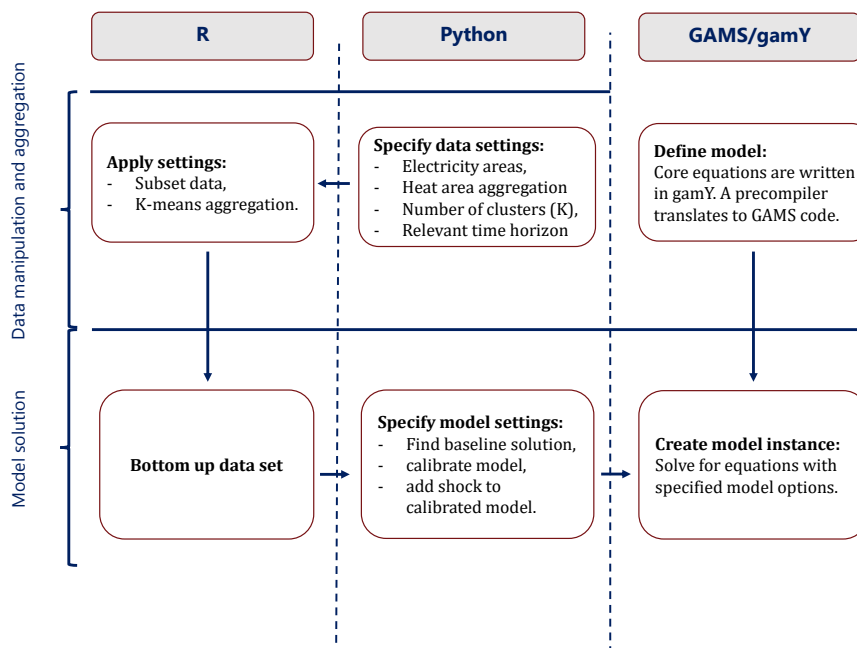 R
Python
GAMS/gamY
Data manipulation and aggregation
Apply settings:
- Subset data,
- K-means aggregation.
Specify data settings:
- Electricity areas,
- Heat area aggregation
- Number of clusters (K),
- Relevant time horizon
Define model:
Core equations are written
in gamY. A precompiler
translates to GAMS code.
Model solution
Bottom up data set
Specify model settings:
- Find baseline solution,
- calibrate model,
- add shock to
calibrated model.
Create model instance:
Solve for equations with
specified model options.